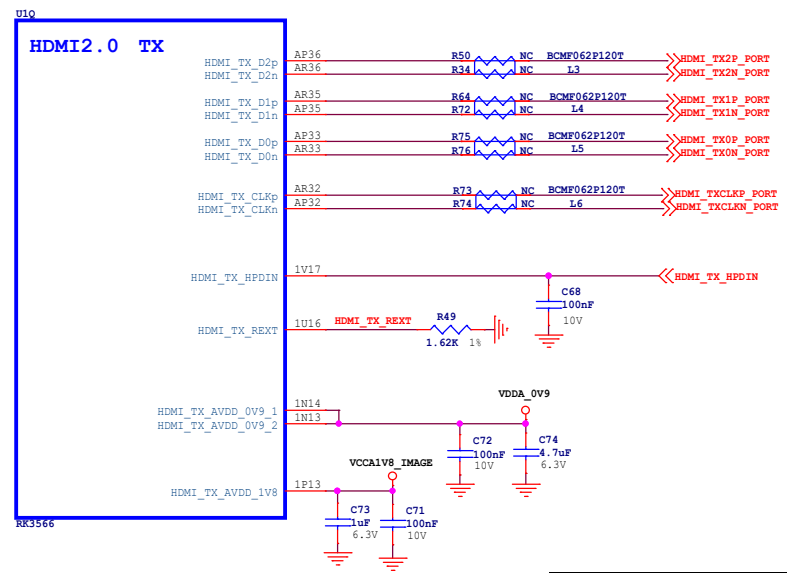 U1Q
HDMI2.0 TX
HDMI_TX_D2p AP36 R50 NC BCMF062P120T HDMI_TX2P_PORT
HDMI_TX_D2n AR36 R34 NC L3 HDMI_TX2N_PORT
HDMI_TX_D1p AR35 R64 NC BCMF062P120T HDMI_TX1P_PORT
HDMI_TX_D1n AP35 R72 NC L4 HDMI_TX1N_PORT
HDMI_TX_D0p AP33 R75 NC BCMF062P120T HDMI_TX0P_PORT
HDMI_TX_D0n AR33 R76 NC L5 HDMI_TX0N_PORT
HDMI_TX_CLKp AR32 R73 NC BCMF062P120T HDMI_TXCLKP_PORT
HDMI_TX_CLKn AP32 R74 NC L6 HDMI_TXCLKN_PORT
HDMI_TX_HPDIN 1V17 HDMI_TX_HPDIN
C68
100nF
10V
HDMI_TX_REXT 1U16 HDMI_TX_REXT R49
1.62K 1%
VDDA_0V9
HDMI_TX_AVDD_0V9_1 1N14
HDMI_TX_AVDD_0V9_2 1N13
C72
100nF
10V
C74
4.7uF
6.3V
VCCA1V8_IMAGE
HDMI_TX_AVDD_1V8 1P13
C73
1uF
6.3V
C71
100nF
10V
RK3566